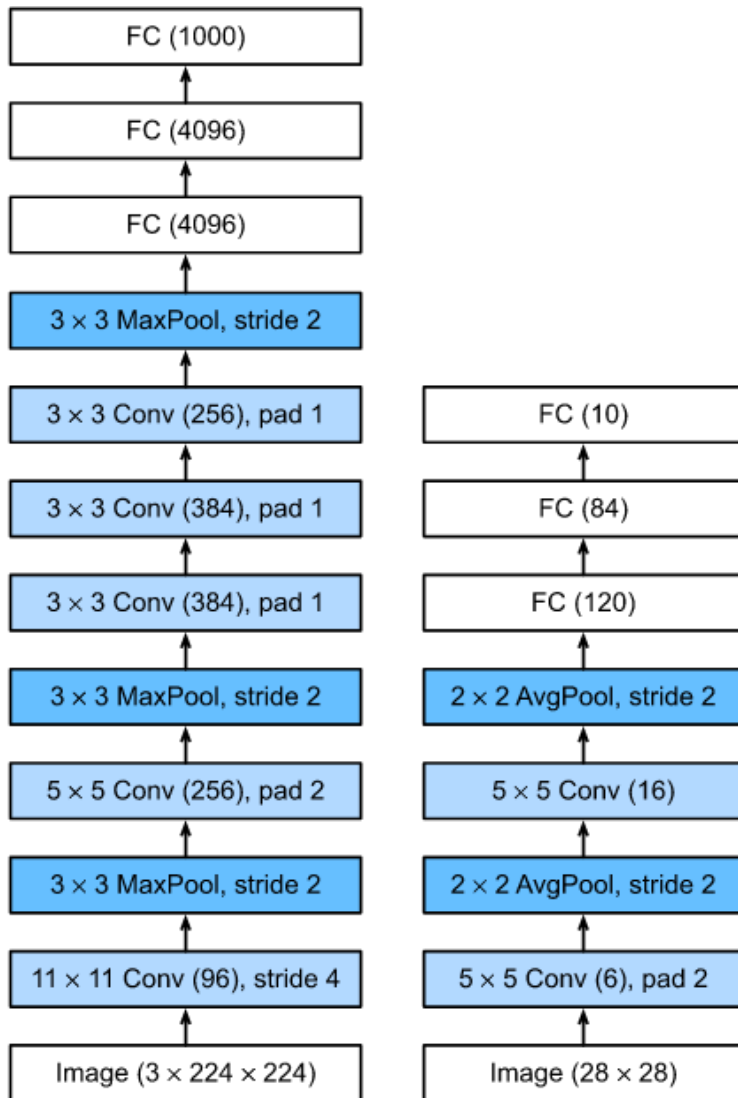 FC (1000)
FC (4096)
FC (4096)
3 × 3 MaxPool, stride 2
3 × 3 Conv (256), pad 1
3 × 3 Conv (384), pad 1
3 × 3 Conv (384), pad 1
3 × 3 MaxPool, stride 2
5 × 5 Conv (256), pad 2
3 × 3 MaxPool, stride 2
11 × 11 Conv (96), stride 4
Image (3 × 224 × 224)
FC (10)
FC (84)
FC (120)
2 × 2 AvgPool, stride 2
5 × 5 Conv (16)
2 × 2 AvgPool, stride 2
5 × 5 Conv (6), pad 2
Image (28 × 28)